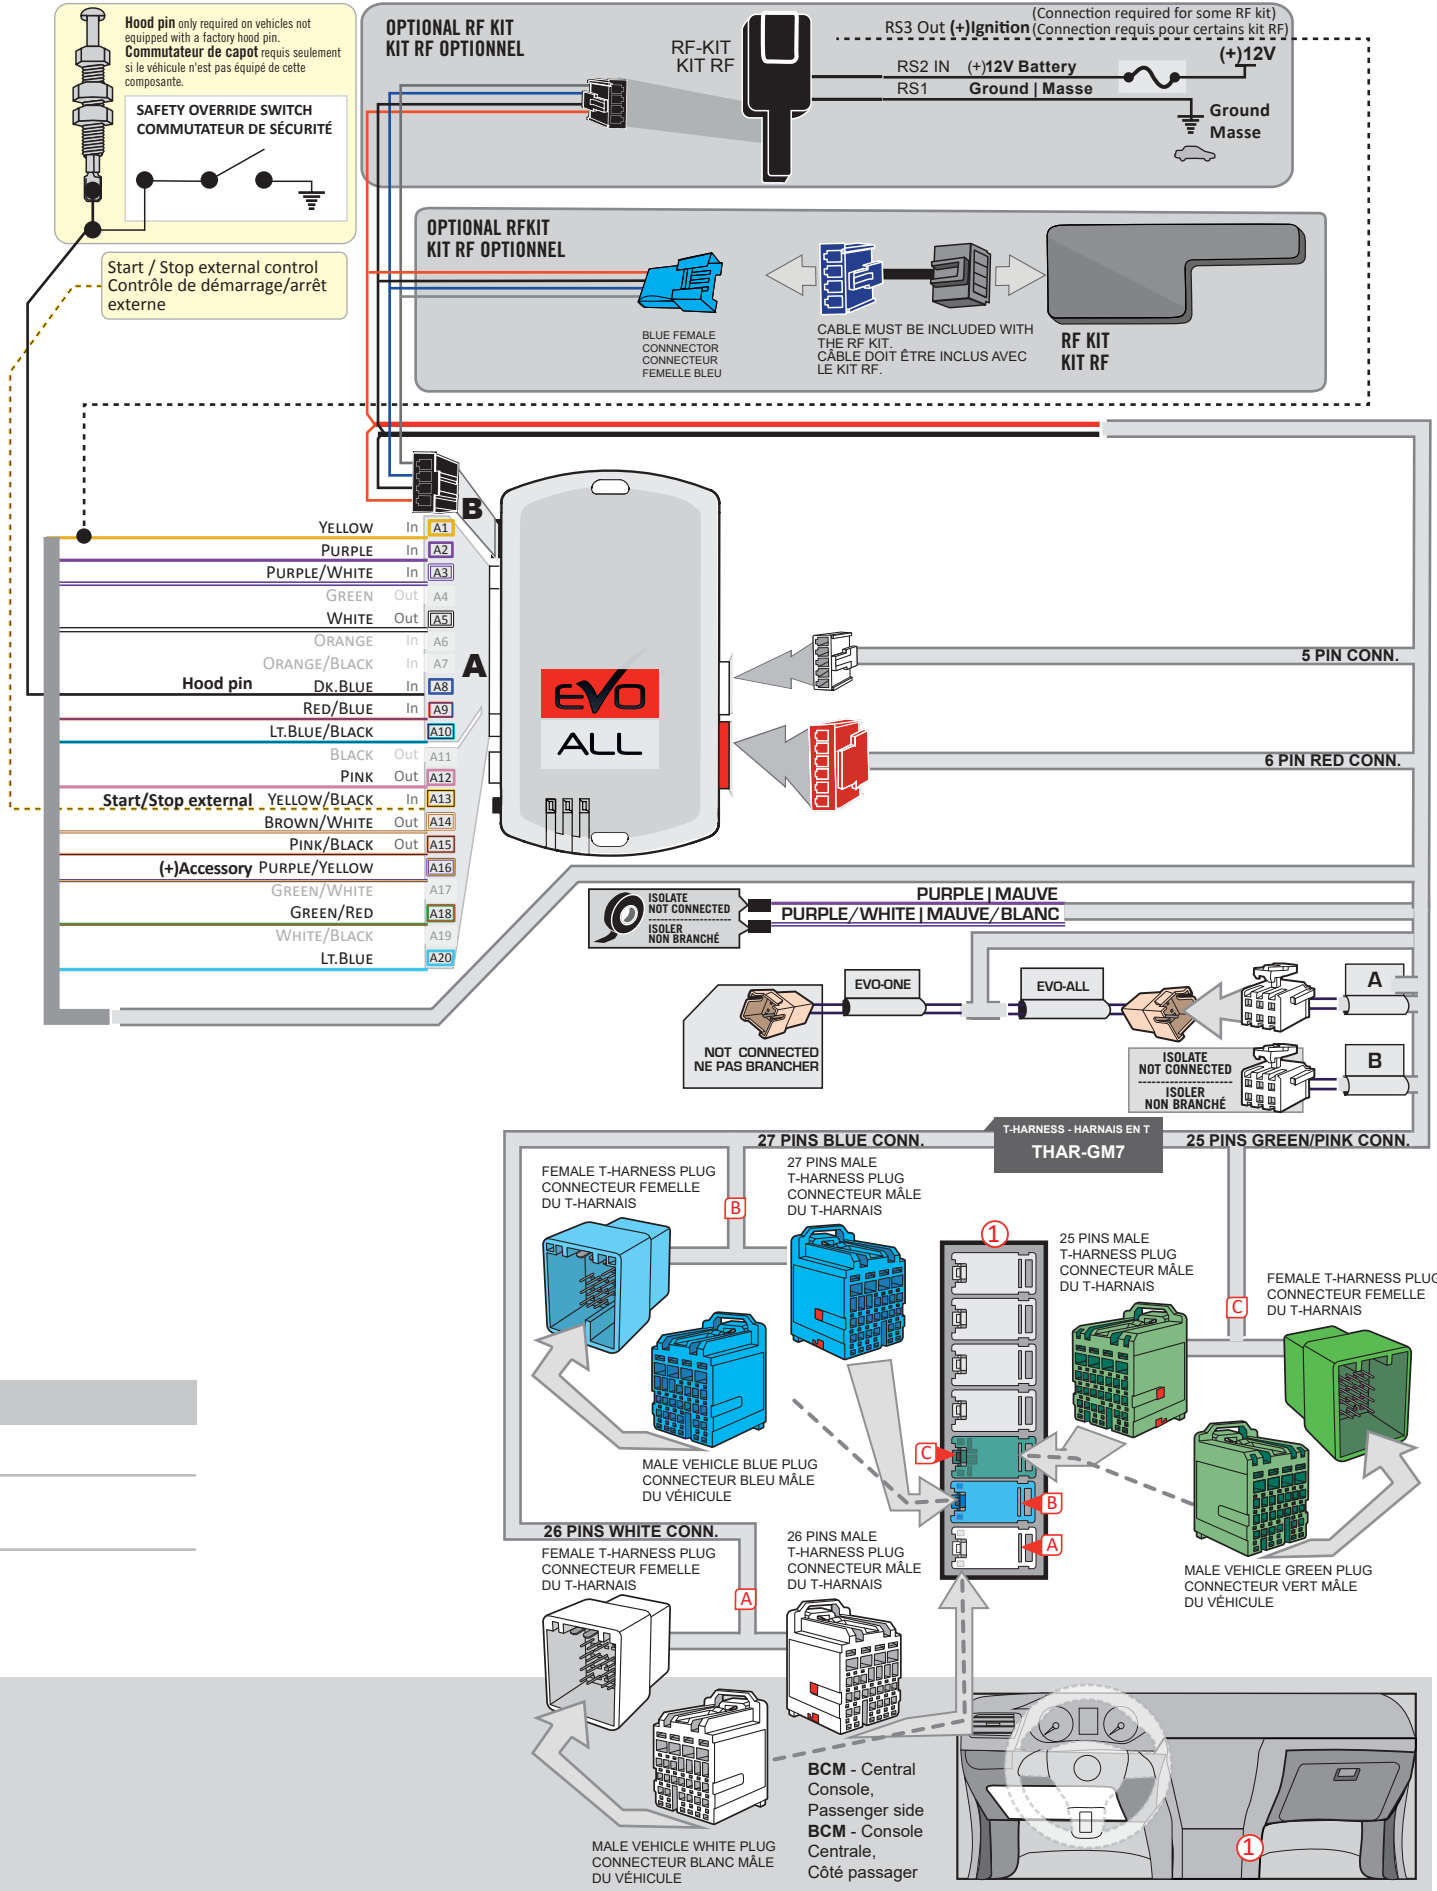 Hood pin only required on vehicles not
equipped with a factory hood pin.
Commutateur de capot requis seulement
si le véhicule n'est pas équipé de cette
composante.
SAFETY OVERRIDE SWITCH
COMMUTATEUR DE SÉCURITÉ
Start / Stop external control
Contrôle de démarrage/arrêt
externe
OPTIONAL RF KIT
KIT RF OPTIONNEL
RF-KIT
KIT RF
(Connection required for some RF kit)
RS3 Out (+)Ignition (Connection requis pour certains kit RF)
(+)12V
RS2 IN (+)12V Battery
RS1 Ground | Masse
Ground
Masse
OPTIONAL RFKIT
KIT RF OPTIONNEL
BLUE FEMALE
CONNNECTOR
CONNECTEUR
FEMELLE BLEU
CABLE MUST BE INCLUDED WITH
THE RF KIT.
CÂBLE DOIT ÊTRE INCLUS AVEC
LE KIT RF.
RF KIT
KIT RF
B
A
YELLOW In A1
PURPLE In A2
PURPLE/WHITE In A3
GREEN Out A4
WHITE Out A5
ORANGE In A6
ORANGE/BLACK In A7
Hood pin DK.BLUE In A8
RED/BLUE In A9
LT.BLUE/BLACK A10
BLACK Out A11
PINK Out A12
Start/Stop external YELLOW/BLACK In A13
BROWN/WHITE Out A14
PINK/BLACK Out A15
(+)Accessory PURPLE/YELLOW A16
GREEN/WHITE A17
GREEN/RED A18
WHITE/BLACK A19
LT.BLUE A20
EVO
ALL
5 PIN CONN.
6 PIN RED CONN.
ISOLATE
NOT CONNECTED
ISOLER
NON BRANCHÉ
PURPLE | MAUVE
PURPLE/WHITE | MAUVE/BLANC
EVO-ONE
EVO-ALL
A
NOT CONNECTED
NE PAS BRANCHER
ISOLATE
NOT CONNECTED
ISOLER
NON BRANCHÉ
B
T-HARNESS - HARNAIS EN T
THAR-GM7
27 PINS BLUE CONN.
25 PINS GREEN/PINK CONN.
FEMALE T-HARNESS PLUG
CONNECTEUR FEMELLE
DU T-HARNAIS
B
27 PINS MALE
T-HARNESS PLUG
CONNECTEUR MÂLE
DU T-HARNAIS
1
25 PINS MALE
T-HARNESS PLUG
CONNECTEUR MÂLE
DU T-HARNAIS
C
FEMALE T-HARNESS PLUG
CONNECTEUR FEMELLE
DU T-HARNAIS
MALE VEHICLE BLUE PLUG
CONNECTEUR BLEU MÂLE
DU VÉHICULE
C
B
A
MALE VEHICLE GREEN PLUG
CONNECTEUR VERT MÂLE
DU VÉHICULE
26 PINS WHITE CONN.
FEMALE T-HARNESS PLUG
CONNECTEUR FEMELLE
DU T-HARNAIS
A
26 PINS MALE
T-HARNESS PLUG
CONNECTEUR MÂLE
DU T-HARNAIS
MALE VEHICLE WHITE PLUG
CONNECTEUR BLANC MÂLE
DU VÉHICULE
BCM - Central
Console,
Passenger side
BCM - Console
Centrale,
Côté passager
1